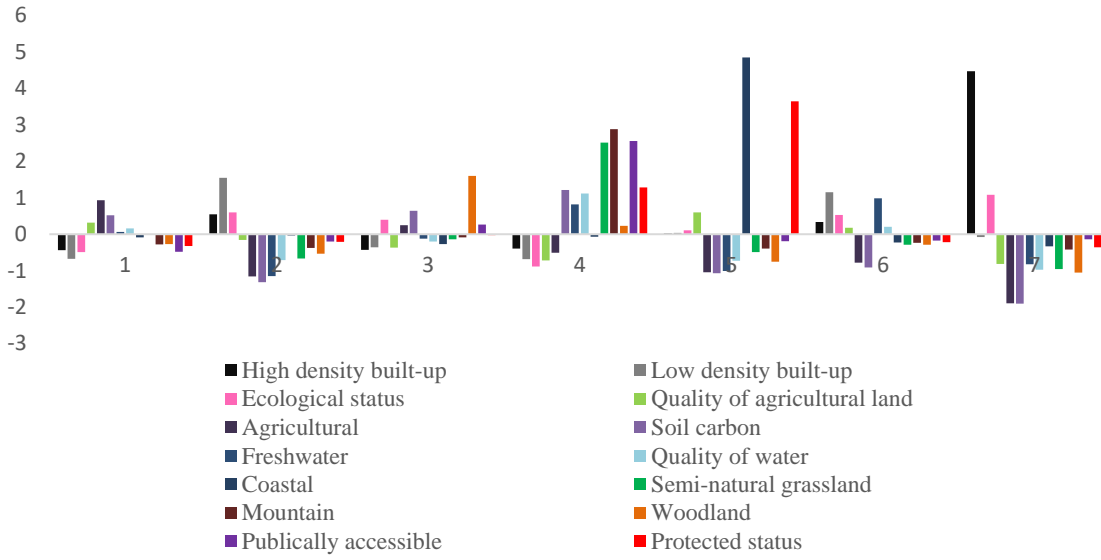 6
5
4
3
2
1
0
-1
-2
-3
1 2 3 4 5 6 7
High density built-up Low density built-up
Ecological status Quality of agricultural land
Agricultural Soil carbon
Freshwater Quality of water
Coastal Semi-natural grassland
Mountain Woodland
Publically accessible Protected status